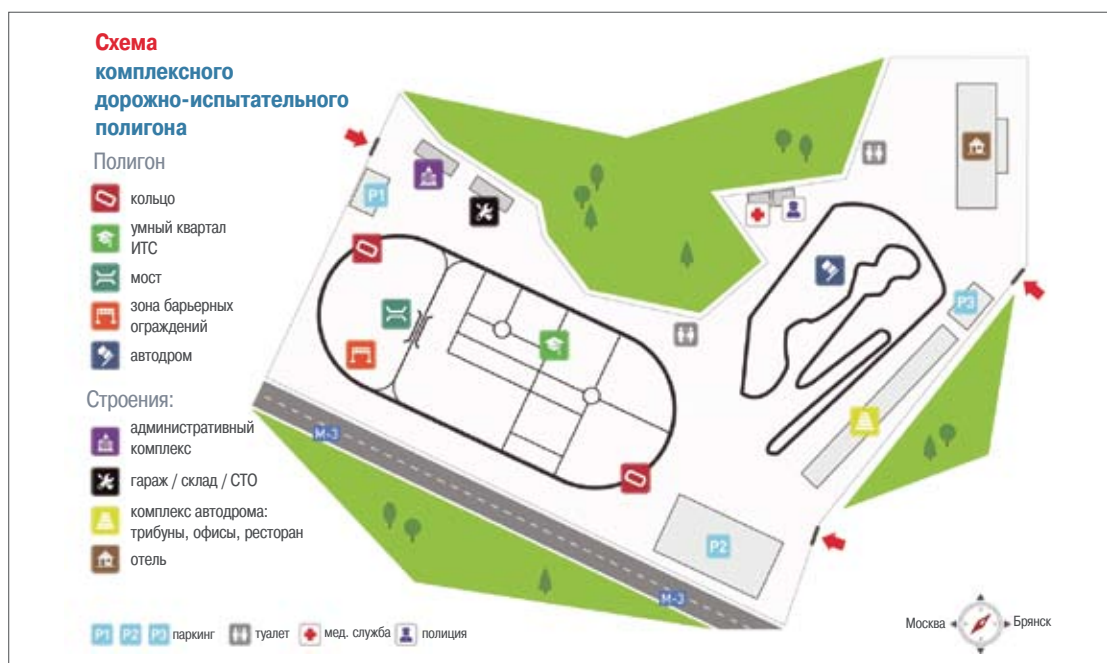 Схема
комплексного
дорожно-испытательного
полигона
Полигон
кольцо
умный квартал
ИТС
мост
зона барьерных
ограждений
автодром
Строения:
административный
комплекс
гараж / склад / СТО
комплекс автодрома:
трибуны, офисы, ресторан
отель
P1 P2 P3 паркинг туалет мед. служба полиция
P1
P3
P2
М-3
М-3
Москва Брянск